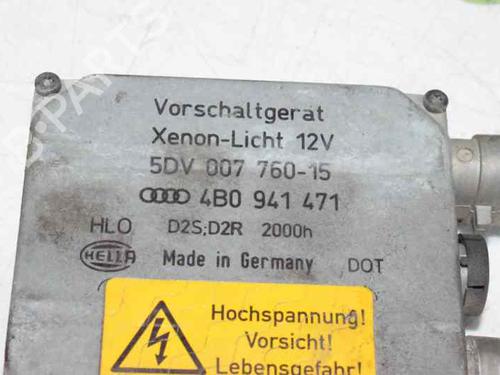 Vorschaltgerät
Xenon-Licht 12V
5DV 007 760-15
4B0 941 471
HLO D2S;D2R 2000h
HELLA Made in Germany DOT
Hochspannung!
Vorsicht!
Lebensgefahr!